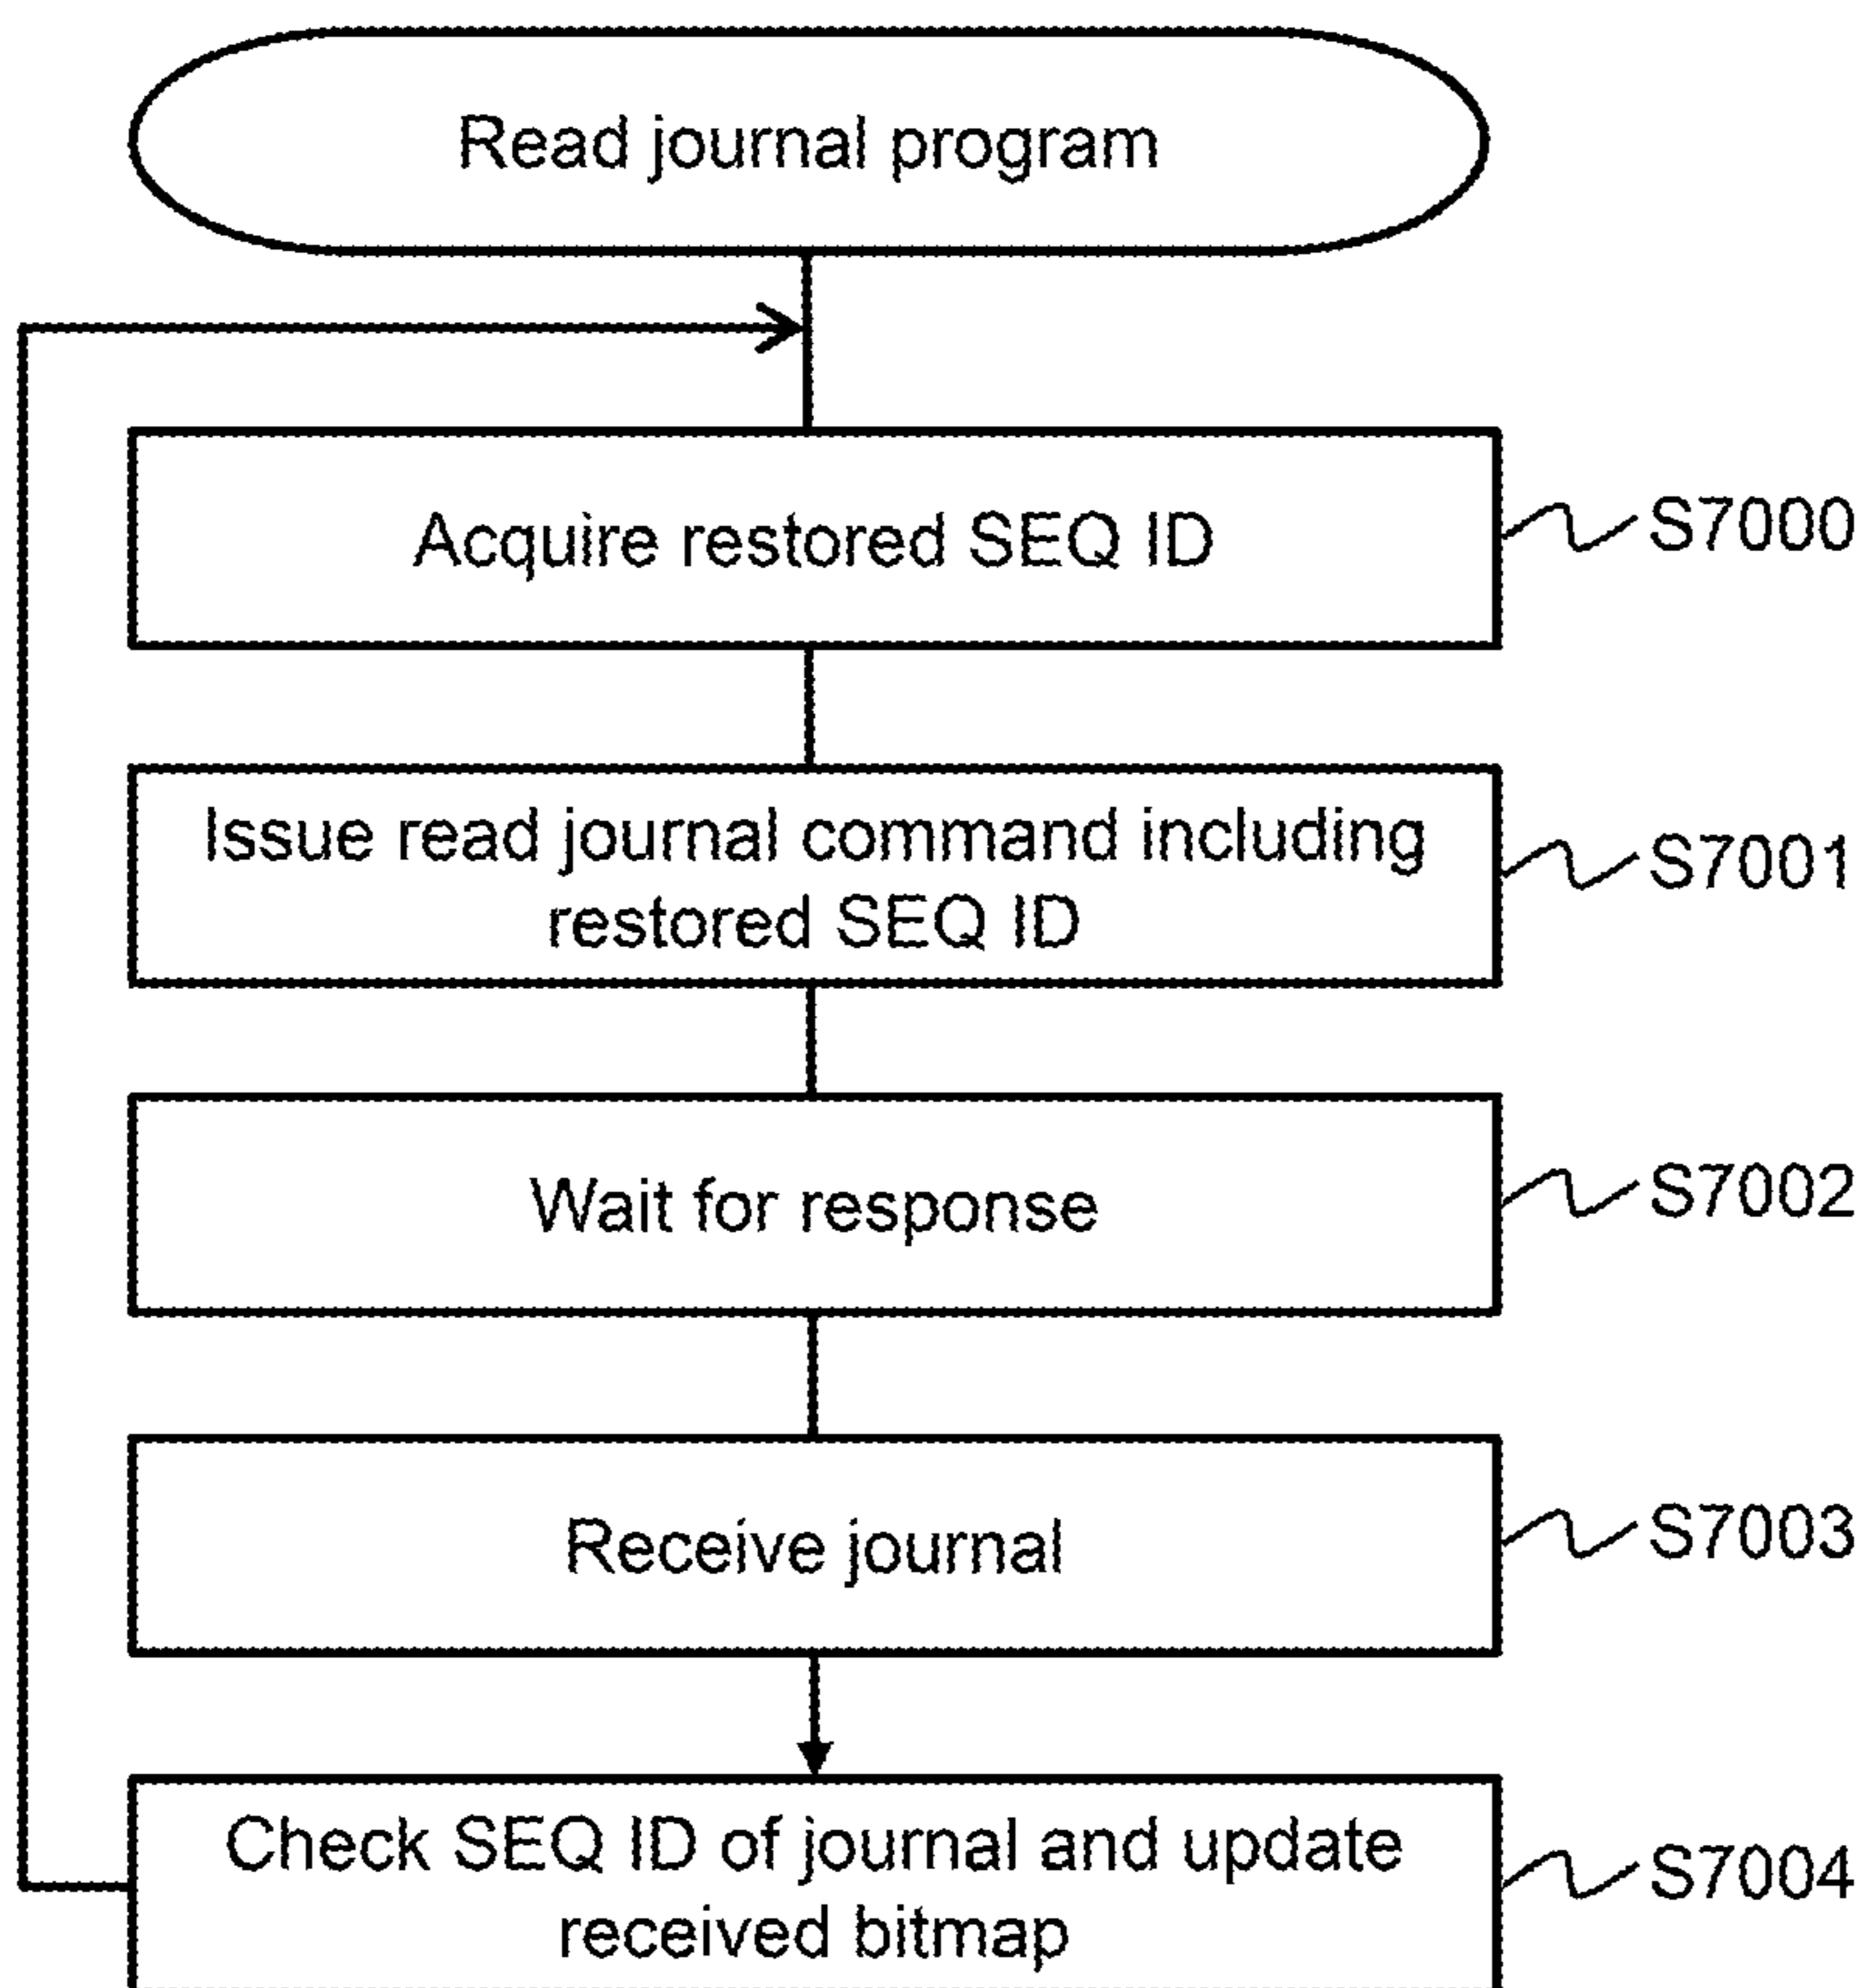 Read journal program
Acquire restored SEQ ID
S7000
Issue read journal command including
restored SEQ ID
S7001
Wait for response
S7002
Receive journal
S7003
Check SEQ ID of journal and update
received bitmap
S7004